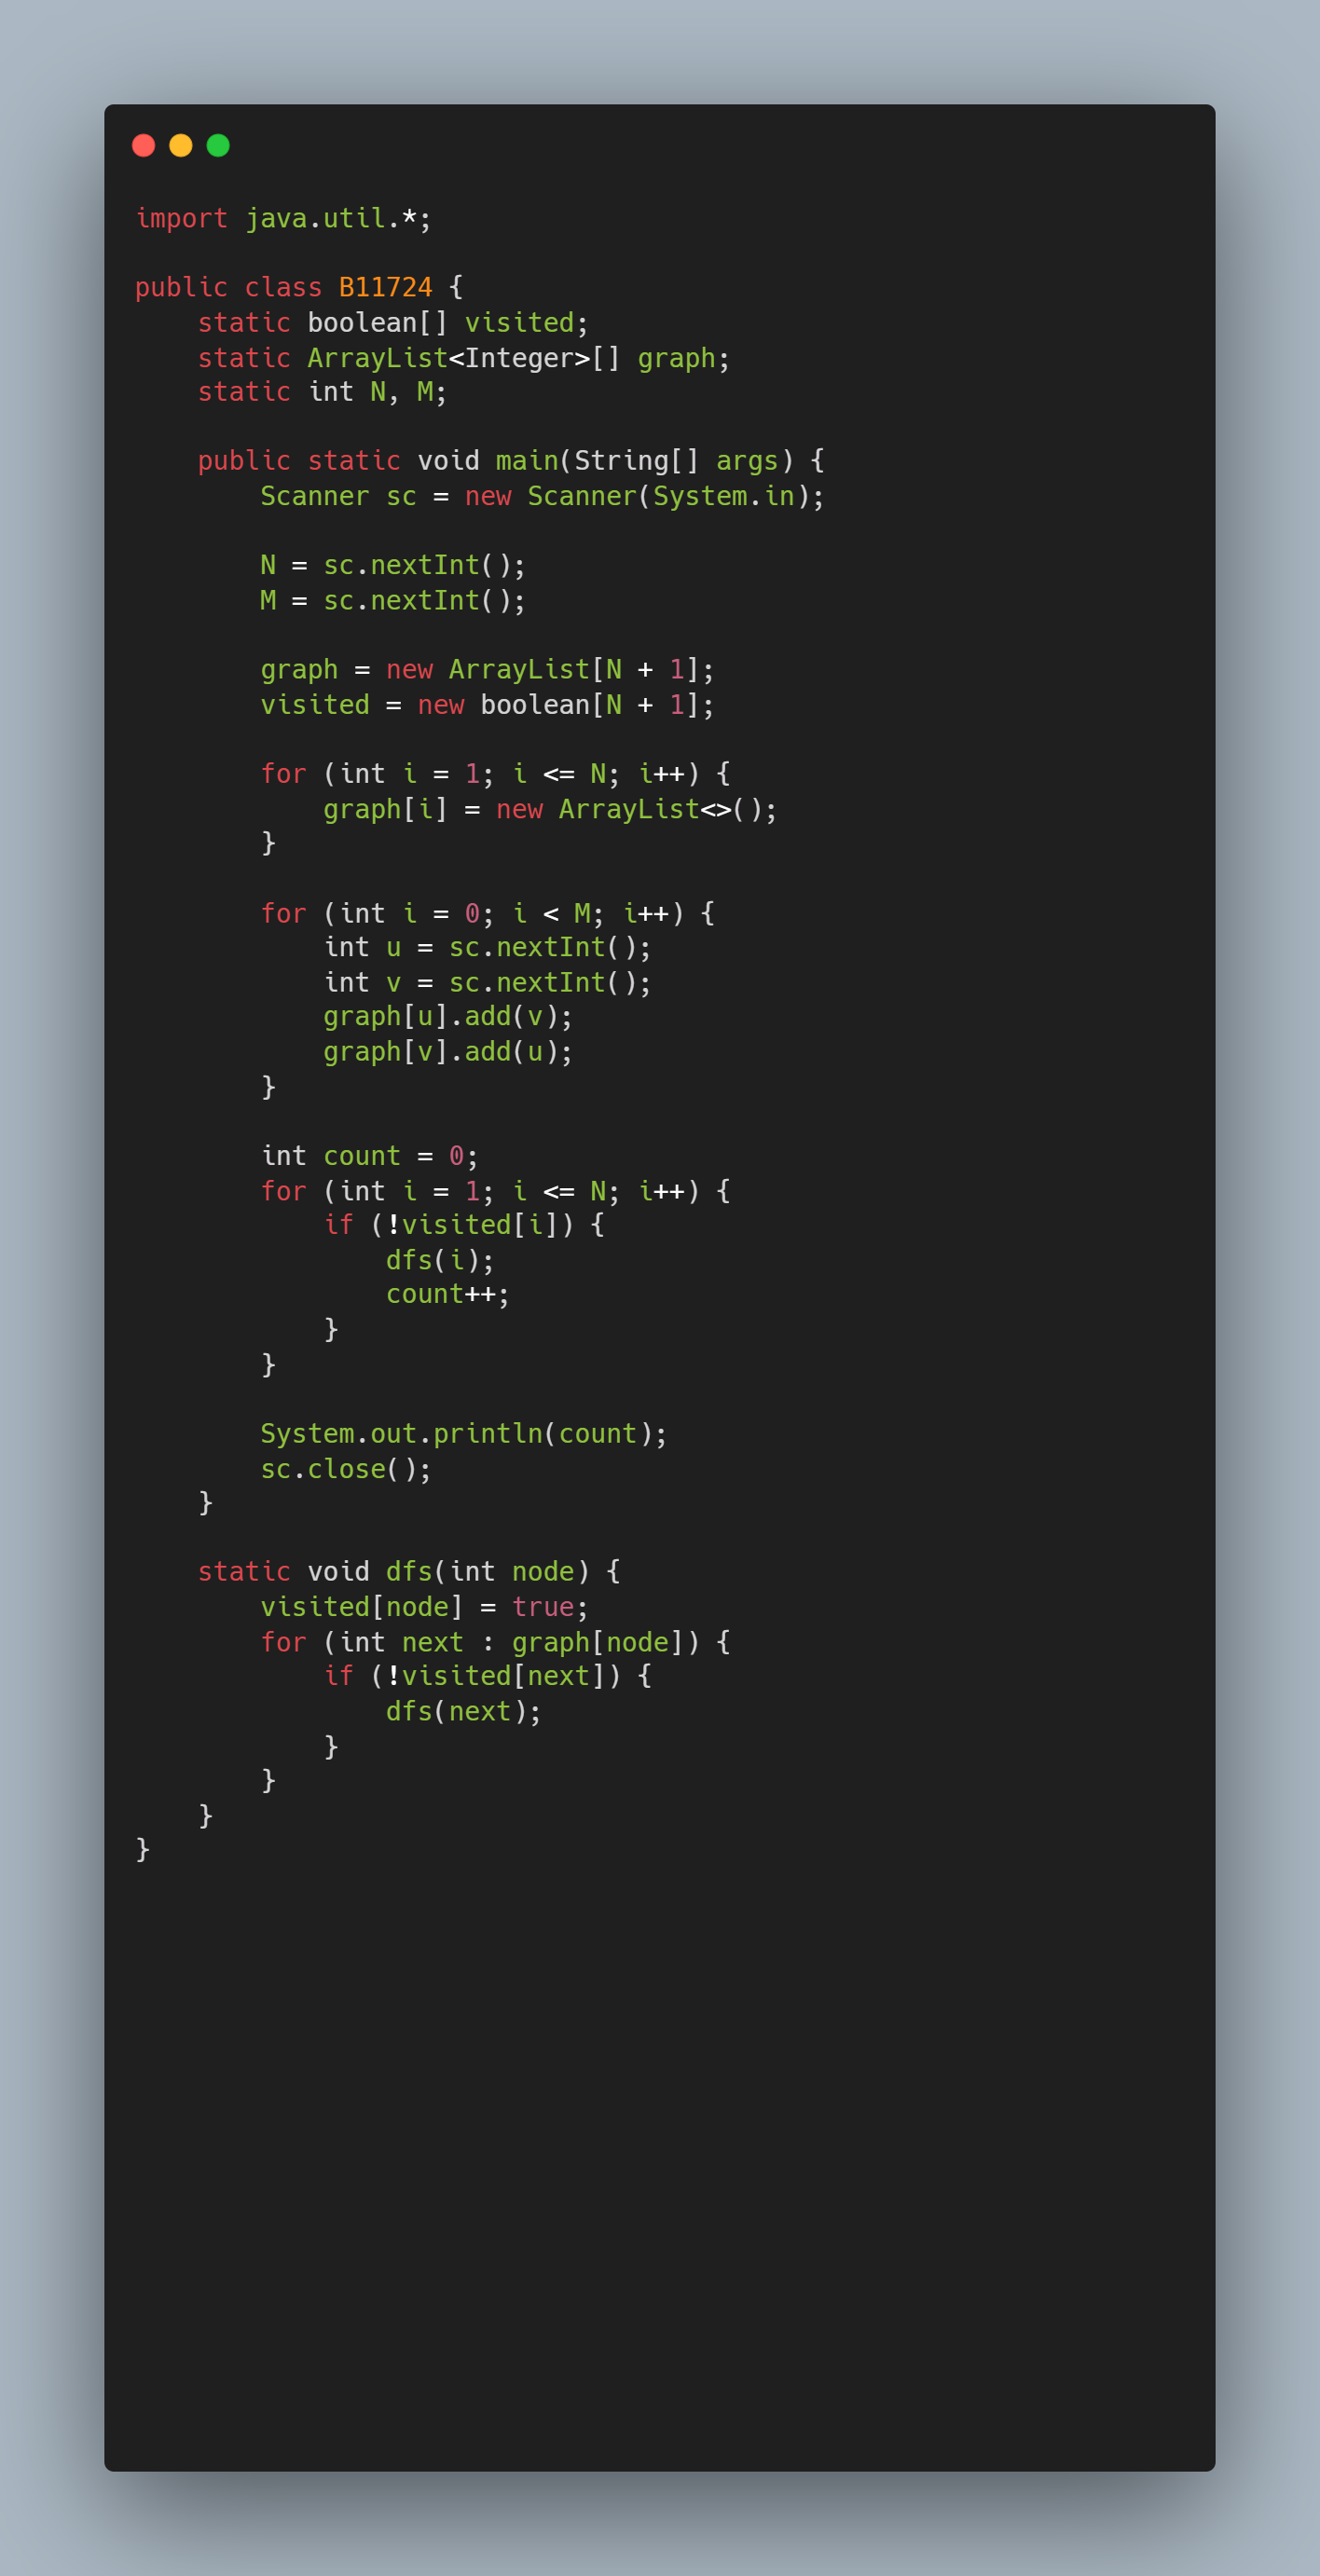 import java.util.*;

public class B11724 {
    static boolean[] visited;
    static ArrayList<Integer>[] graph;
    static int N, M;

    public static void main(String[] args) {
        Scanner sc = new Scanner(System.in);

        N = sc.nextInt();
        M = sc.nextInt();

        graph = new ArrayList[N + 1];
        visited = new boolean[N + 1];

        for (int i = 1; i <= N; i++) {
            graph[i] = new ArrayList<>();
        }

        for (int i = 0; i < M; i++) {
            int u = sc.nextInt();
            int v = sc.nextInt();
            graph[u].add(v);
            graph[v].add(u);
        }

        int count = 0;
        for (int i = 1; i <= N; i++) {
            if (!visited[i]) {
                dfs(i);
                count++;
            }
        }

        System.out.println(count);
        sc.close();
    }

    static void dfs(int node) {
        visited[node] = true;
        for (int next : graph[node]) {
            if (!visited[next]) {
                dfs(next);
            }
        }
    }
}